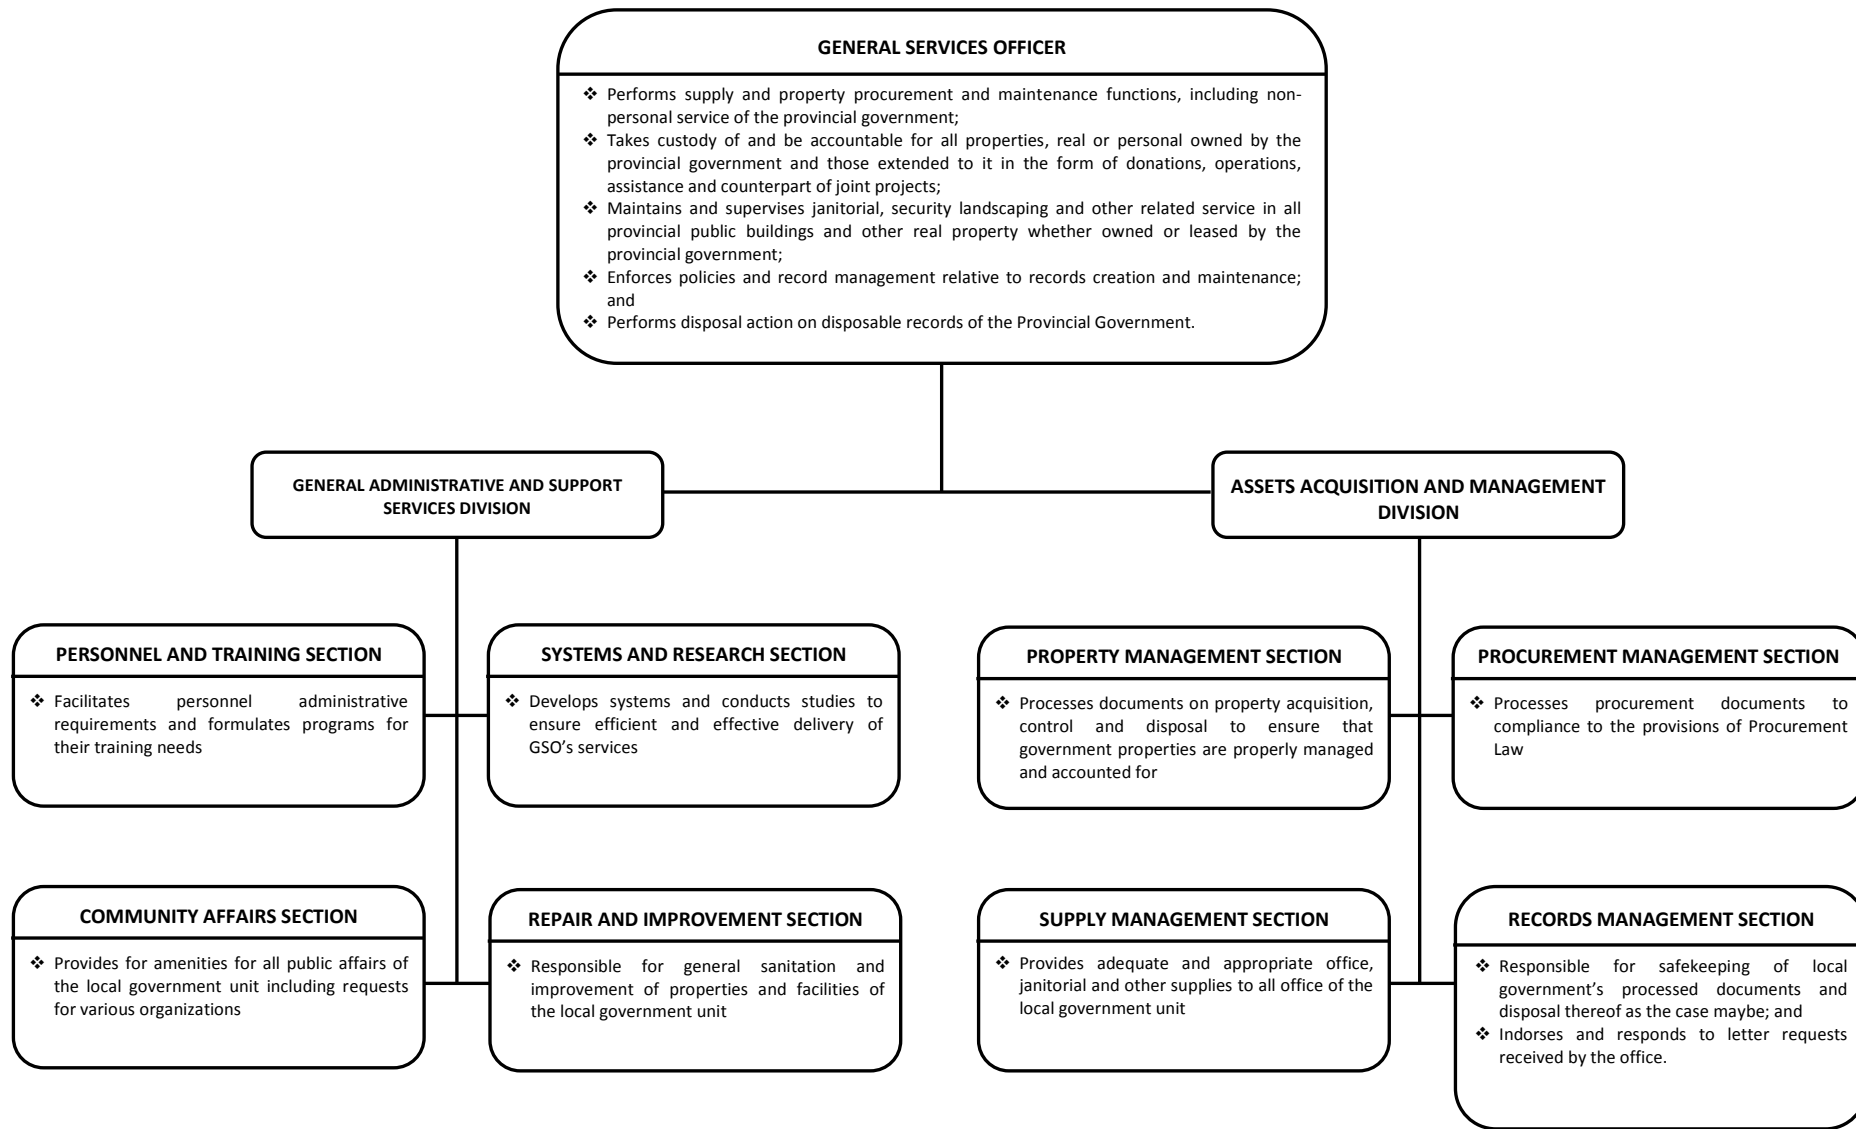 GENERAL SERVICES OFFICER
❖ Performs supply and property procurement and maintenance functions, including non-
personal service of the provincial government;
❖ Takes custody of and be accountable for all properties, real or personal owned by the
provincial government and those extended to it in the form of donations, operations,
assistance and counterpart of joint projects;
❖ Maintains and supervises janitorial, security landscaping and other related service in all
provincial public buildings and other real property whether owned or leased by the
provincial government;
❖ Enforces policies and record management relative to records creation and maintenance;
and
❖ Performs disposal action on disposable records of the Provincial Government.
GENERAL ADMINISTRATIVE AND SUPPORT
SERVICES DIVISION
ASSETS ACQUISITION AND MANAGEMENT
DIVISION
PERSONNEL AND TRAINING SECTION
❖ Facilitates personnel administrative
requirements and formulates programs for
their training needs
SYSTEMS AND RESEARCH SECTION
❖ Develops systems and conducts studies to
ensure efficient and effective delivery of
GSO’s services
PROPERTY MANAGEMENT SECTION
❖ Processes documents on property acquisition,
control and disposal to ensure that
government properties are properly managed
and accounted for
PROCUREMENT MANAGEMENT SECTION
❖ Processes procurement documents to
compliance to the provisions of Procurement
Law
COMMUNITY AFFAIRS SECTION
❖ Provides for amenities for all public affairs of
the local government unit including requests
for various organizations
REPAIR AND IMPROVEMENT SECTION
❖ Responsible for general sanitation and
improvement of properties and facilities of
the local government unit
SUPPLY MANAGEMENT SECTION
❖ Provides adequate and appropriate office,
janitorial and other supplies to all office of the
local government unit
RECORDS MANAGEMENT SECTION
❖ Responsible for safekeeping of local
government’s processed documents and
disposal thereof as the case maybe; and
❖ Indorses and responds to letter requests
received by the office.